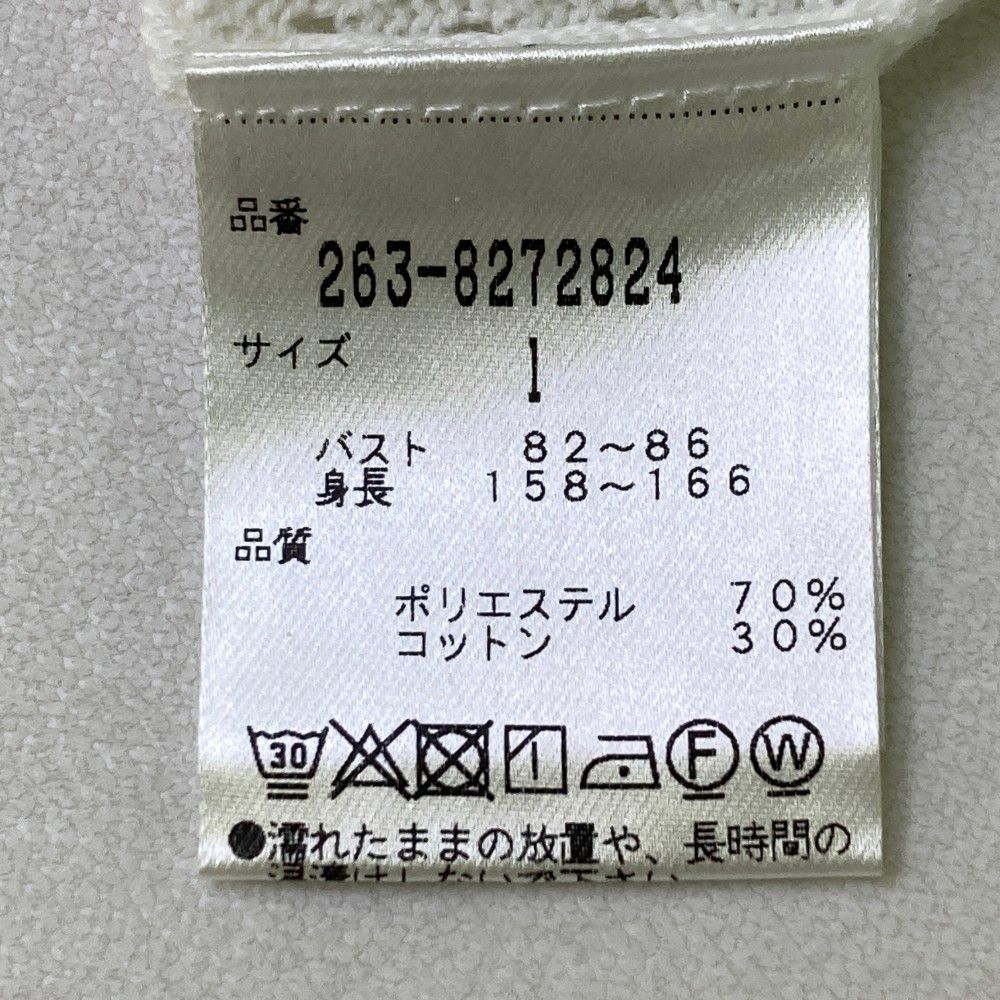 品番
263-8272824
サイズ 1
バスト 82～86
身長 158～166
品質
ポリエステル 70%
コットン 30%
30 F W
●濡れたままの放置や、長時間の